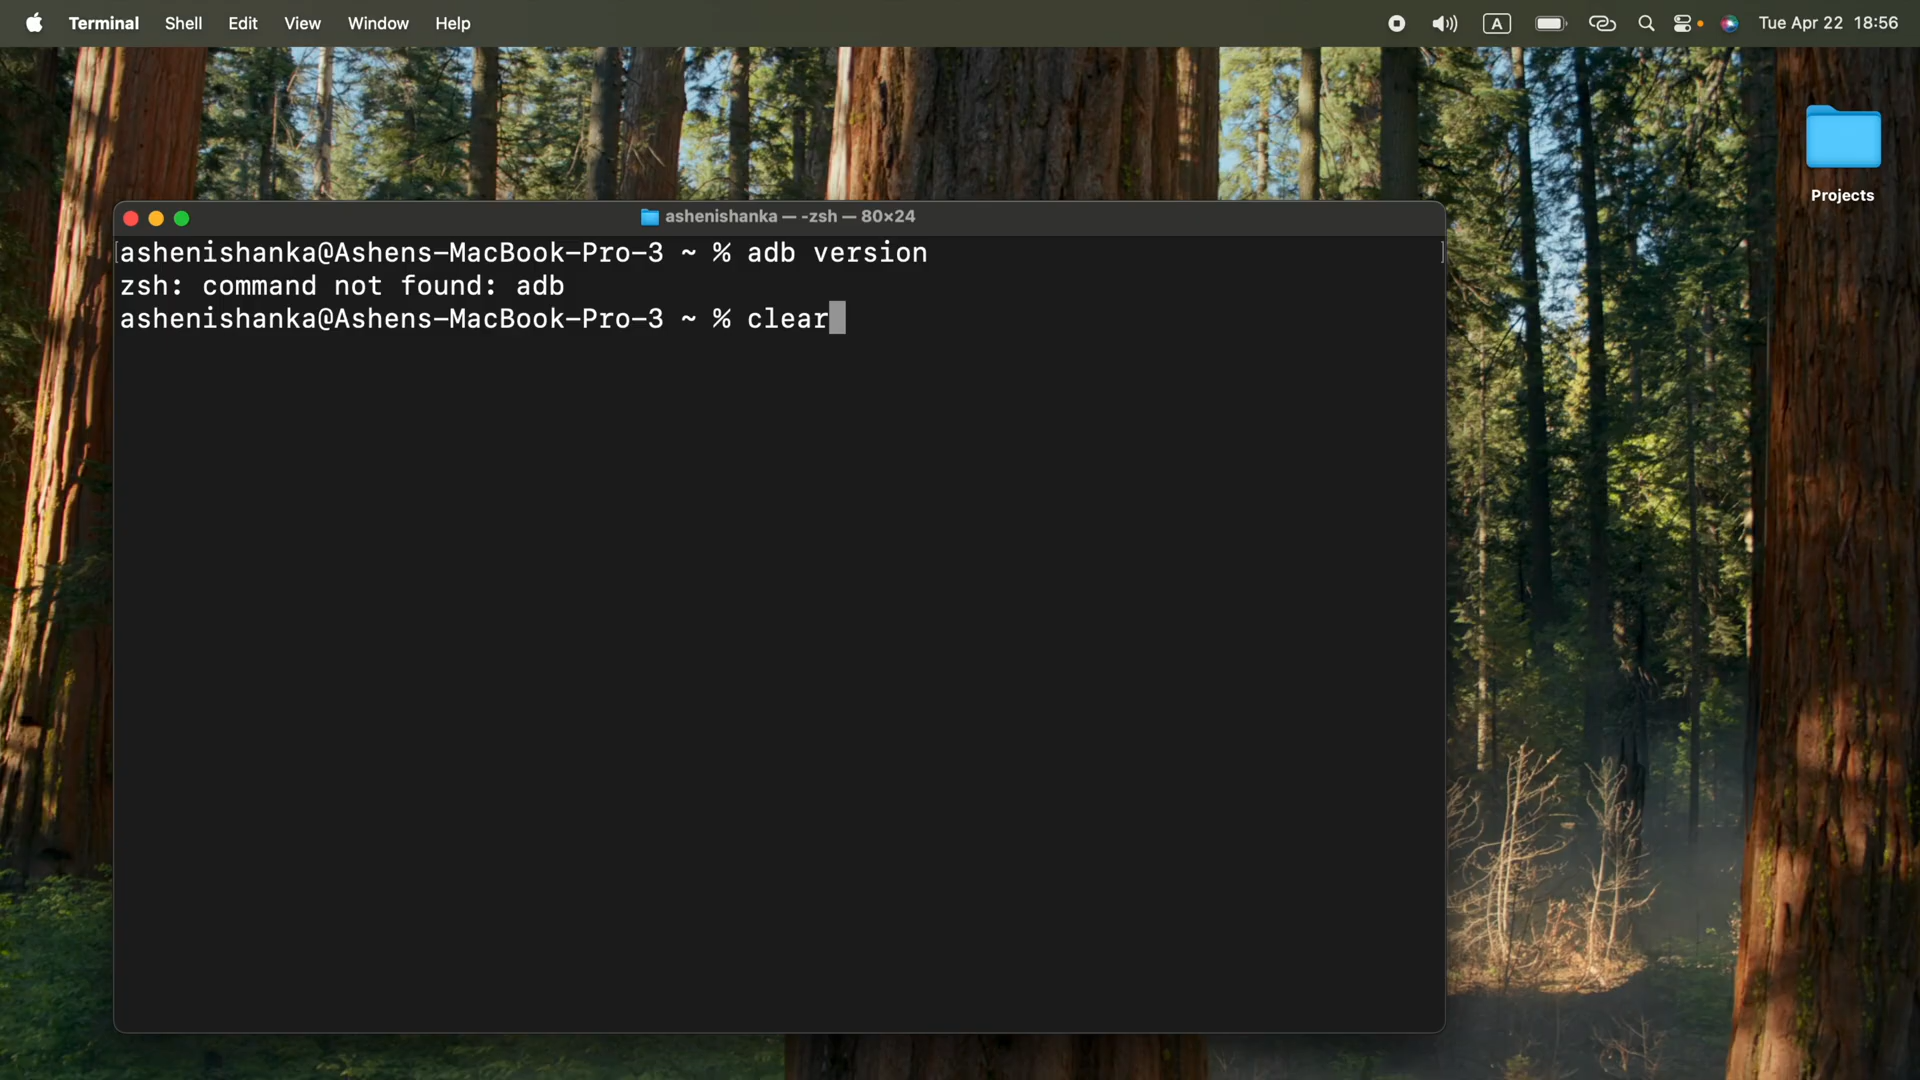 Terminal Shell Edit View Window Help A Tue Apr 22 18:56
Projects
ashenishanka — -zsh — 80×24
ashenishanka@Ashens-MacBook-Pro-3 ~ % adb version
zsh: command not found: adb
ashenishanka@Ashens-MacBook-Pro-3 ~ % clear